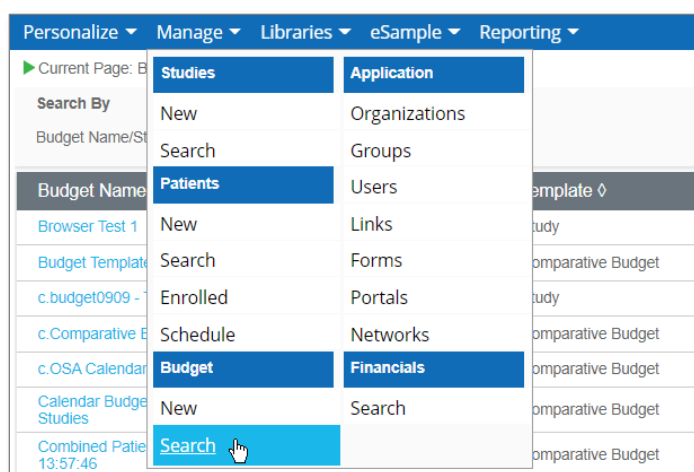 Personalize Manage Libraries eSample Reporting
Current Page: B
Search By
Budget Name/St
Studies
New
Search
Patients
New
Search
Enrolled
Schedule
Budget
New
Search
Application
Organizations
Groups
Users
Links
Forms
Portals
Networks
Financials
Search
Budget Name
Browser Test 1
Budget Template
c.budget0909 -
c.Comparative B
c.OSA Calendar
Calendar Budge
Studies
Combined Patie
13:57:46
emplate ◊
tudy
omparative Budget
tudy
omparative Budget
omparative Budget
omparative Budget
omparative Budget